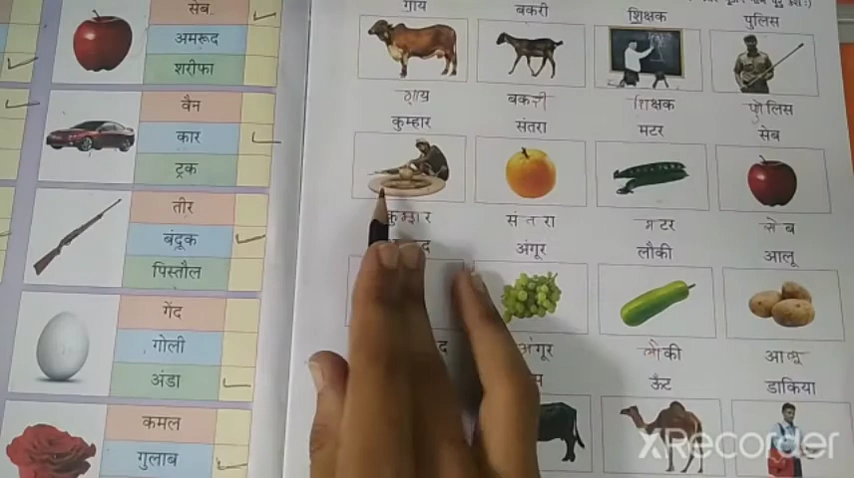 सेब
अमरूद
शरीफा
वैन
कार
ट्रक
तीर
बंदूक
पिस्तौल
गेंद
गोली
अंडा
कमल
गुलाब
गाय बकरी शिक्षक पुलिस
गाय बकरी शिक्षक पुलिस
कुम्हार संतरा मटर सेब
कुम्हार संतरा मटर सेब
अंगूर लौकी आलू
अंगूर लौकी आलू
ऊँट डाकिया
XRecorder